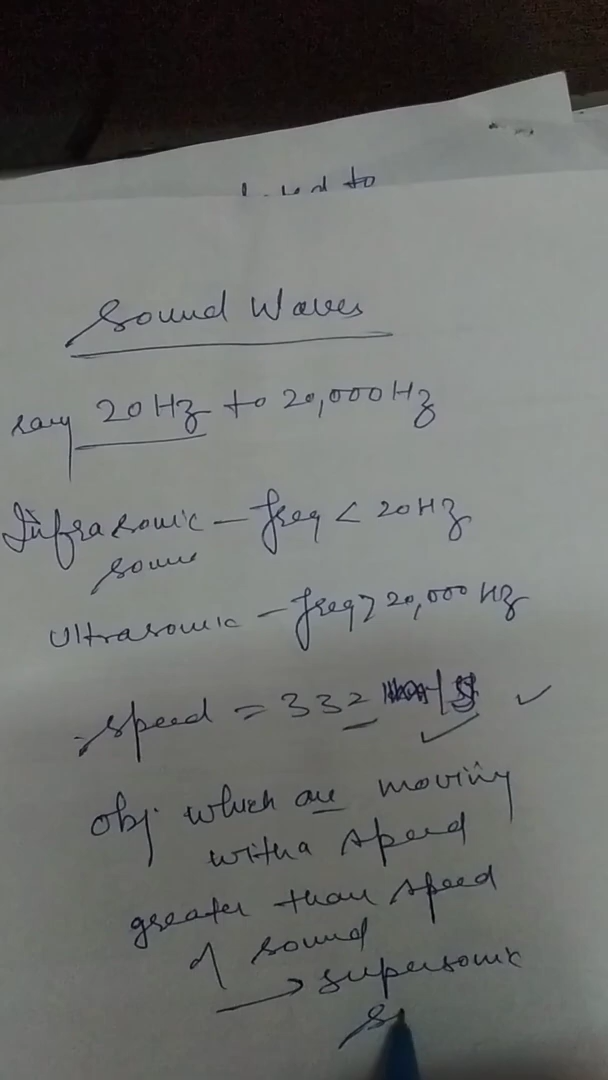 to
Sound Waves
20 Hz to 20,000 Hz
Infrasonic - freq < 20 Hz
Ultrasonic - freq > 20,000 Hz
speed = 332
obj which are moving
with a speed
greater than speed
of sound
→ supersonic
s